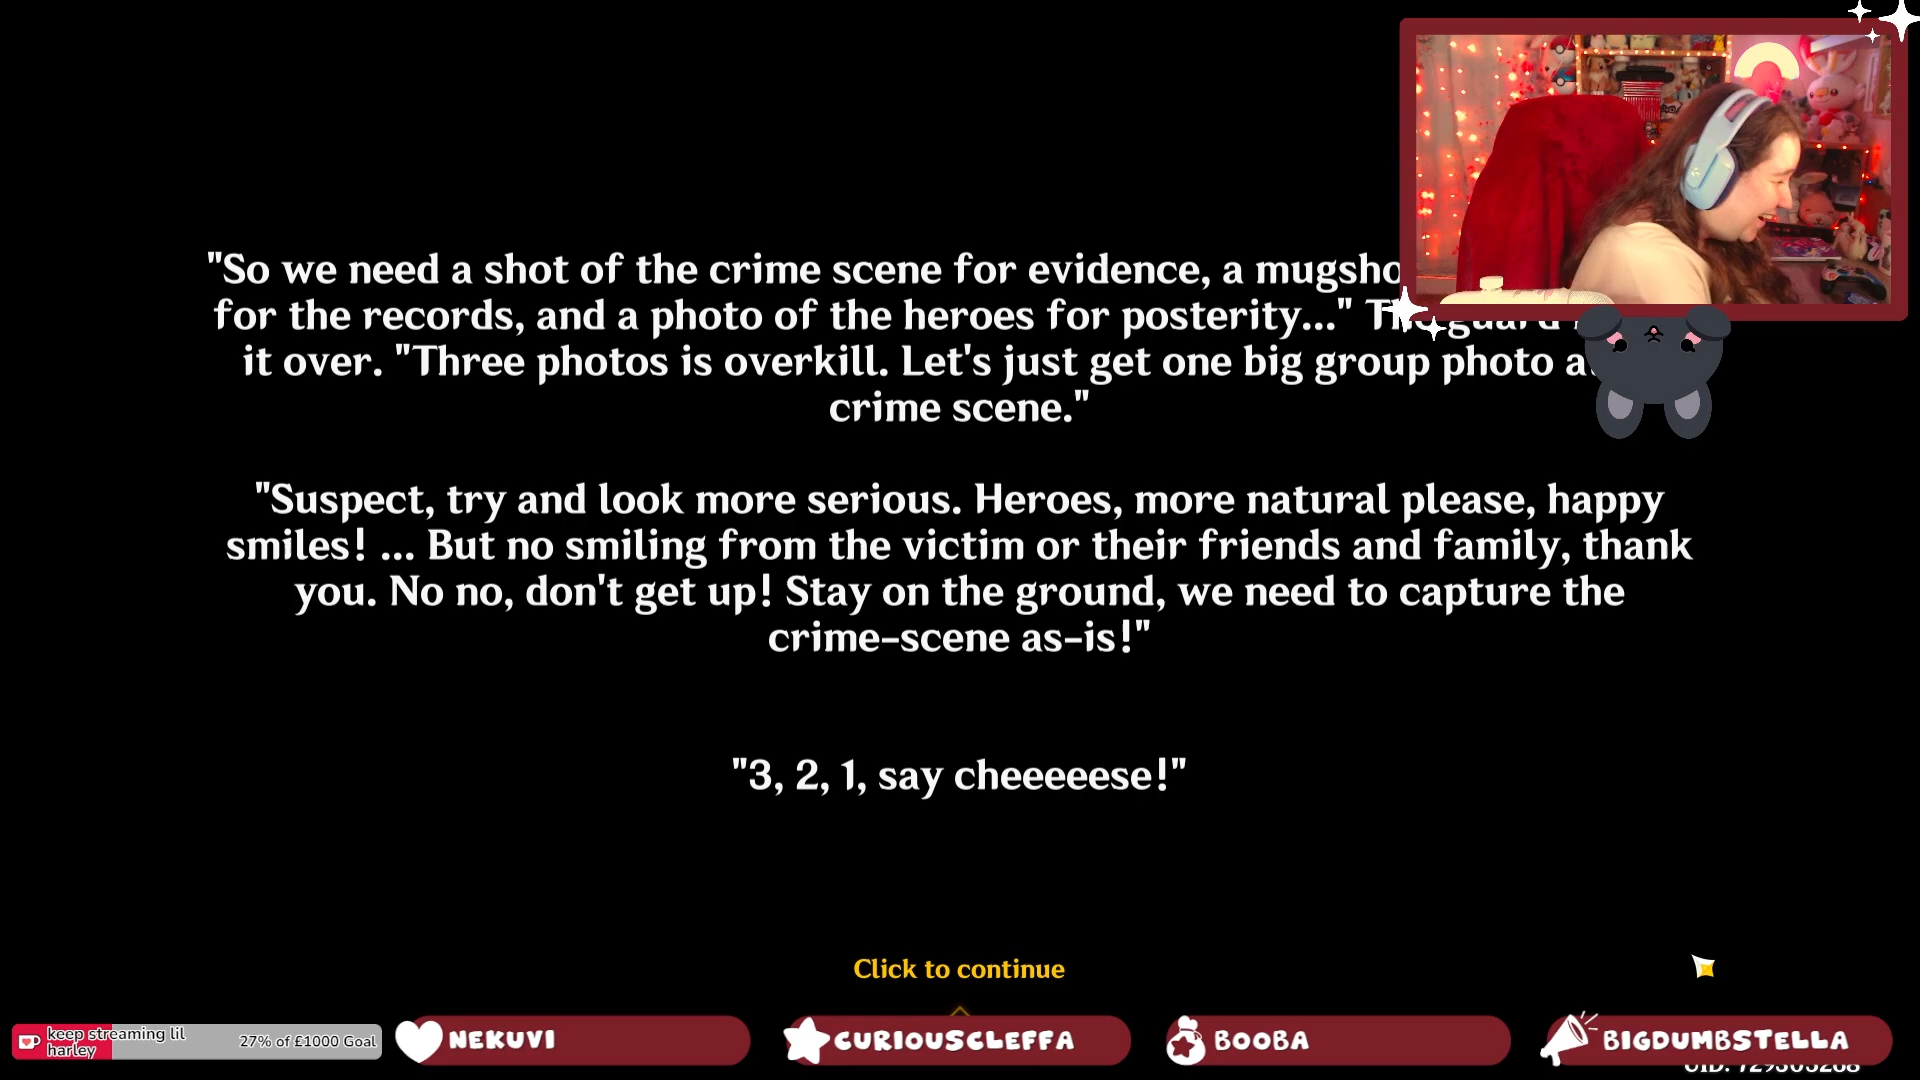 "So we need a shot of the crime scene for evidence, a
for the records, and a photo of the heroes for posterity..."
it over. "Three photos is overkill. Let's just get one big group photo
crime scene."
"Suspect, try and look more serious. Heroes, more natural please, happy
smiles! ... But no smiling from the victim or their friends and family, thank
you. No no, don't get up! Stay on the ground, we need to capture the
crime-scene as-is!"
"3, 2, 1, say cheeeeese!"
Click to continue
keep streaming lil
harley
27% of £1000 Goal
NEKUVI
CURIOUSCLEFFA
BOOBA
BIGDUMBSTELLA